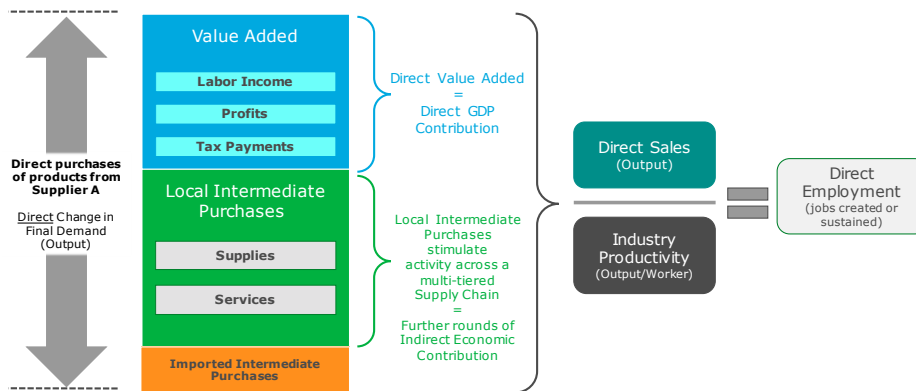 Direct purchases
of products from
Supplier A
Direct Change in
Final Demand
(Output)
Value Added
Labor Income
Profits
Tax Payments
Local Intermediate
Purchases
Supplies
Services
Imported Intermediate
Purchases
Direct Value Added
=
Direct GDP
Contribution
Local Intermediate
Purchases
stimulate
activity across a
multi-tiered
Supply Chain
=
Further rounds of
Indirect Economic
Contribution
Direct Sales
(Output)
Industry
Productivity
(Output/Worker)
Direct
Employment
(jobs created or
sustained)